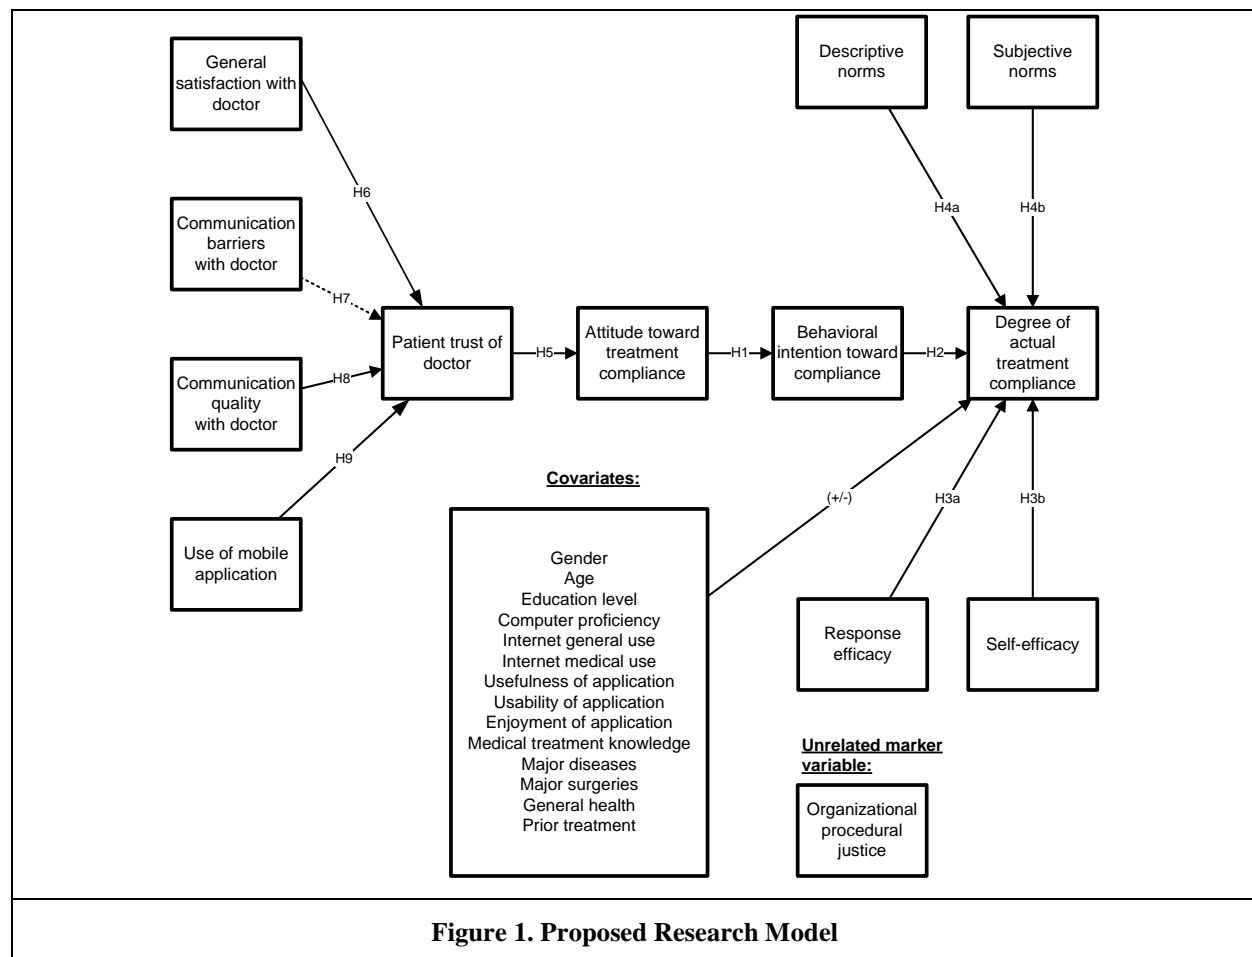 General
satisfaction with
doctor
Descriptive
norms
Subjective
norms
H6
H4a
H4b
Communication
barriers
with doctor
H7
Patient trust of
doctor
H5
Attitude toward
treatment
compliance
H1
Behavioral
intention toward
compliance
H2
Degree of
actual
treatment
compliance
Communication
quality
with doctor
H8
H9
Use of mobile
application
Covariates:
Gender
Age
Education level
Computer proficiency
Internet general use
Internet medical use
Usefulness of application
Usability of application
Enjoyment of application
Medical treatment knowledge
Major diseases
Major surgeries
General health
Prior treatment
(+/-)
H3a
H3b
Response
efficacy
Self-efficacy
Unrelated marker
variable:
Organizational
procedural
justice
Figure 1. Proposed Research Model